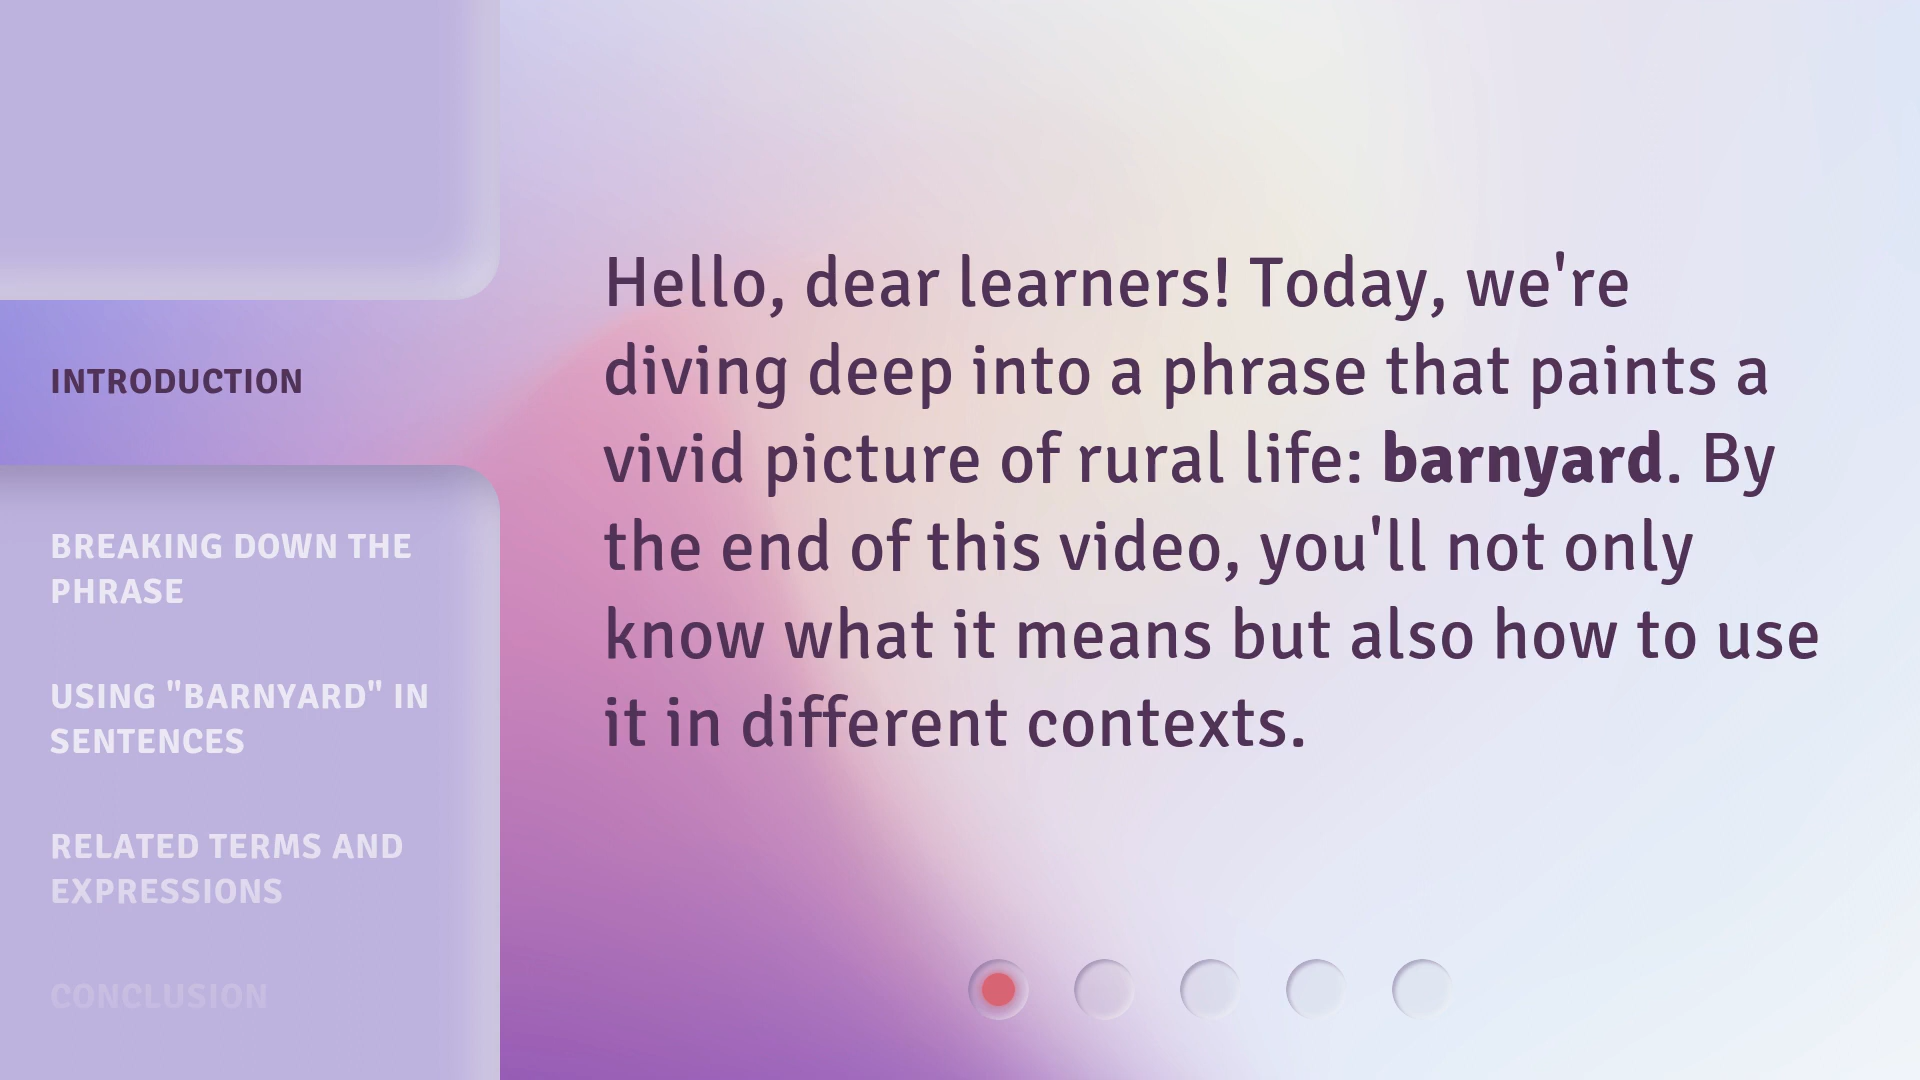 INTRODUCTION
BREAKING DOWN THE
PHRASE
USING "BARNYARD" IN
SENTENCES
RELATED TERMS AND
EXPRESSIONS
CONCLUSION
Hello, dear learners! Today, we're
diving deep into a phrase that paints a
vivid picture of rural life: barnyard. By
the end of this video, you'll not only
know what it means but also how to use
it in different contexts.